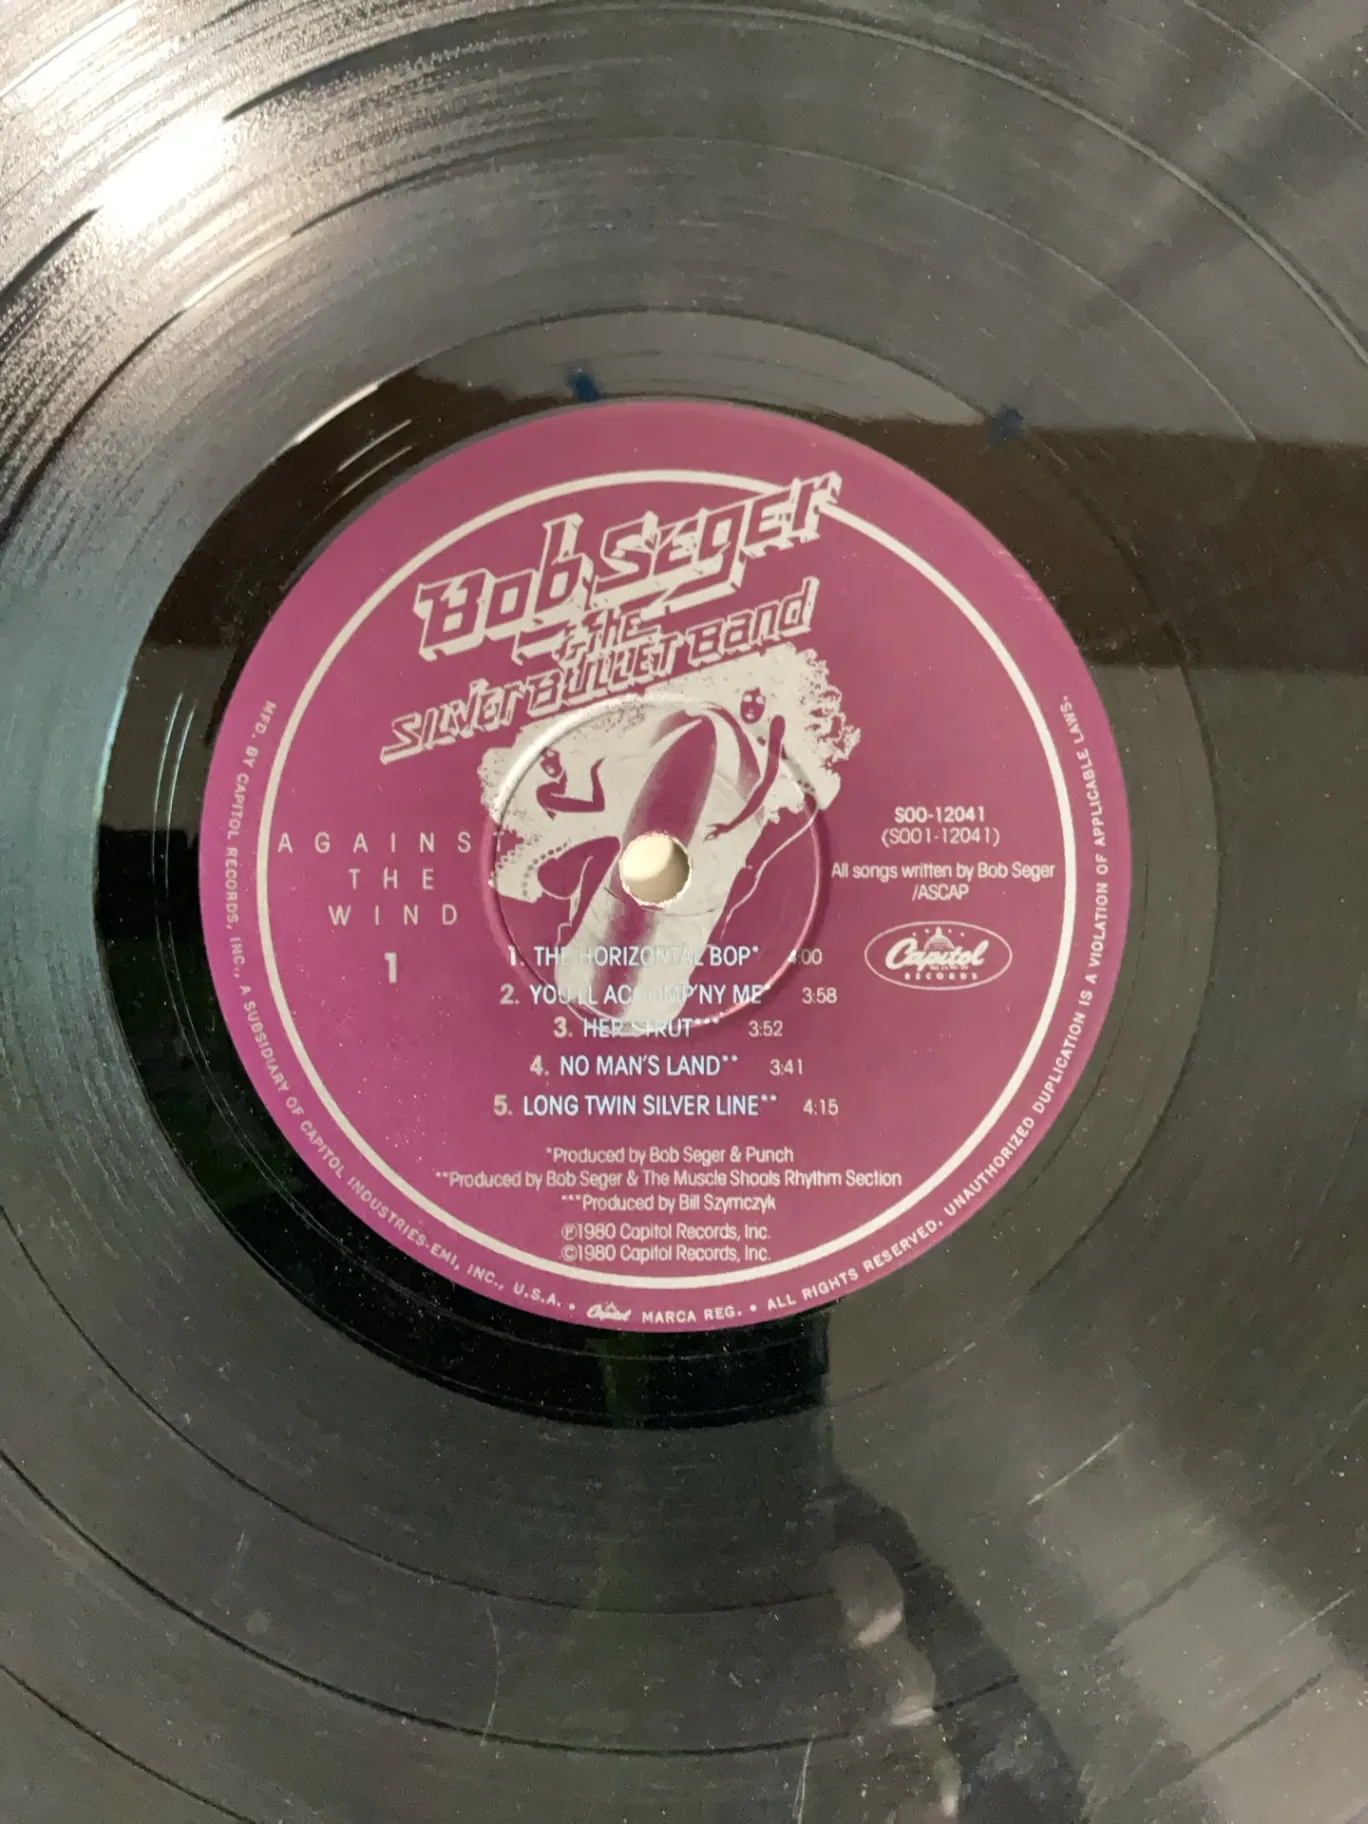 Bob Seger
& the
Silver Bullet Band
AGAINS
THE
WIND
1
SOO-12041
(SOO1-12041)
All songs written by Bob Seger
/ASCAP
Capitol
RECORDS
1. THE HORIZONTAL BOP* 4:00
2. YOU'LL ACCOMP'NY ME* 3:58
3. HER STRUT*** 3:52
4. NO MAN'S LAND** 3:41
5. LONG TWIN SILVER LINE** 4:15
*Produced by Bob Seger & Punch
**Produced by Bob Seger & The Muscle Shoals Rhythm Section
***Produced by Bill Szymczyk
℗1980 Capitol Records, Inc.
©1980 Capitol Records, Inc.
MFD. BY CAPITOL RECORDS, INC., A SUBSIDIARY OF CAPITOL INDUSTRIES-EMI, INC., U.S.A. • Capitol MARCA REG. • ALL RIGHTS RESERVED. UNAUTHORIZED DUPLICATION IS A VIOLATION OF APPLICABLE LAWS.